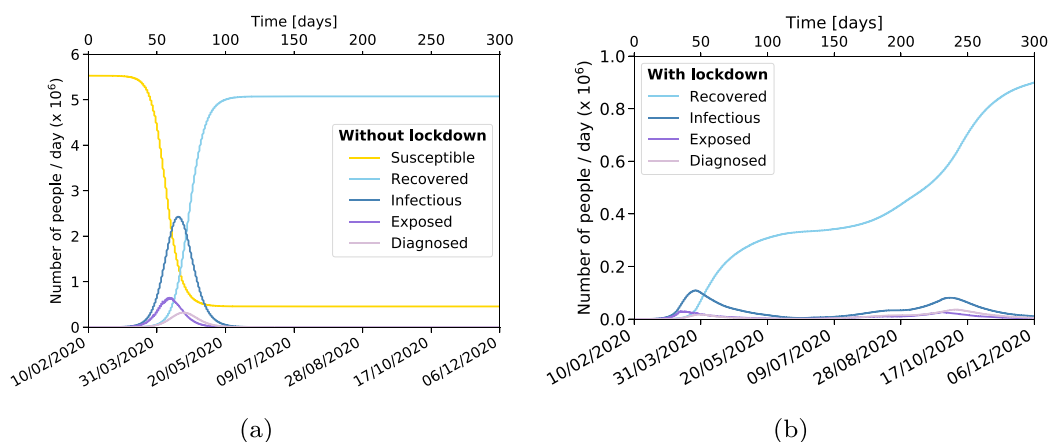 Time [days]
0 50 100 150 200 250 300
Number of people / day (x 10^6)
6
5
4
3
2
1
0
Without lockdown
Susceptible
Recovered
Infectious
Exposed
Diagnosed
10/02/2020 31/03/2020 20/05/2020 09/07/2020 28/08/2020 17/10/2020 06/12/2020
(a)
Time [days]
0 50 100 150 200 250 300
Number of people / day (x 10^6)
1.0
0.8
0.6
0.4
0.2
0.0
With lockdown
Recovered
Infectious
Exposed
Diagnosed
10/02/2020 31/03/2020 20/05/2020 09/07/2020 28/08/2020 17/10/2020 06/12/2020
(b)